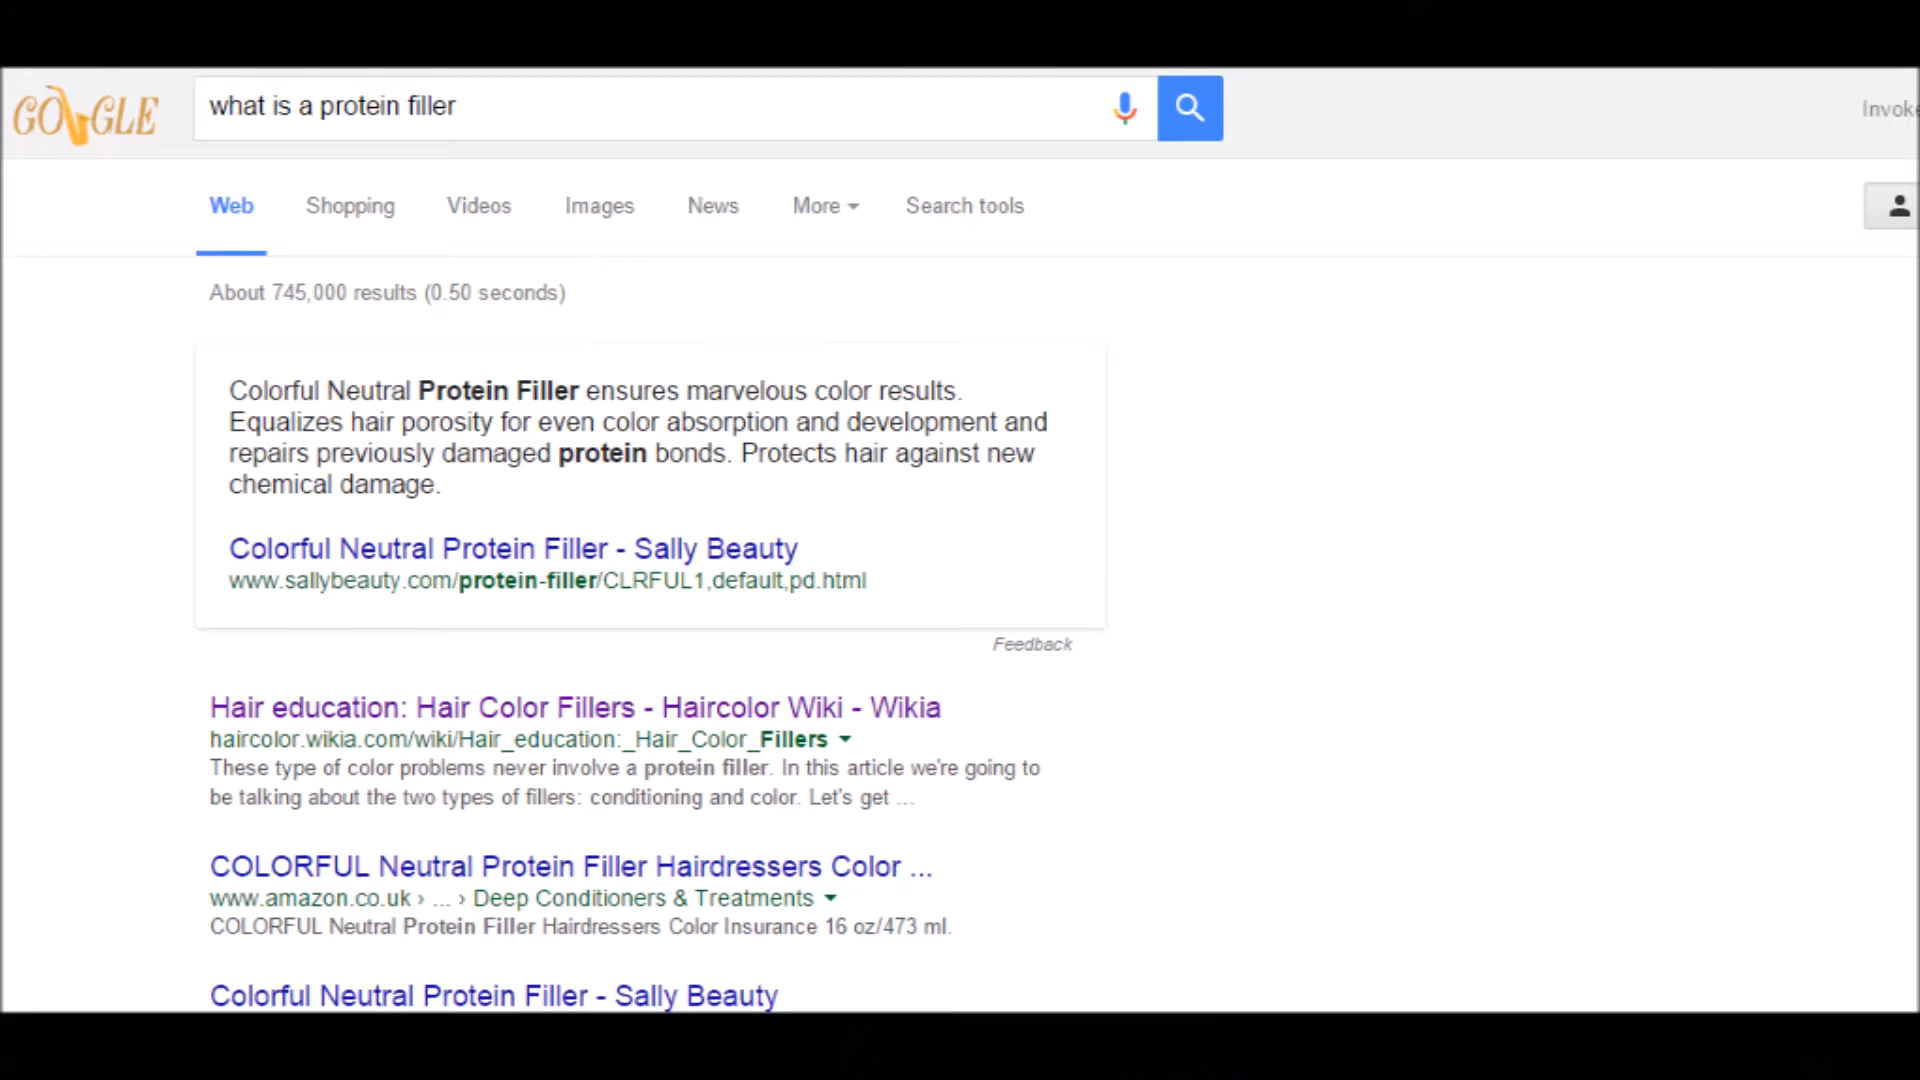 GOOGLE
what is a protein filler
Invoke
Web Shopping Videos Images News More Search tools
About 745,000 results (0.50 seconds)
Colorful Neutral Protein Filler ensures marvelous color results.
Equalizes hair porosity for even color absorption and development and
repairs previously damaged protein bonds. Protects hair against new
chemical damage.
Colorful Neutral Protein Filler - Sally Beauty
www.sallybeauty.com/protein-filler/CLRFUL1,default,pd.html
Feedback
Hair education: Hair Color Fillers - Haircolor Wiki - Wikia
haircolor.wikia.com/wiki/Hair_education:_Hair_Color_Fillers
These type of color problems never involve a protein filler. In this article we're going to
be talking about the two types of fillers: conditioning and color. Let's get ...
COLORFUL Neutral Protein Filler Hairdressers Color ...
www.amazon.co.uk › ... › Deep Conditioners & Treatments
COLORFUL Neutral Protein Filler Hairdressers Color Insurance 16 oz/473 ml.
Colorful Neutral Protein Filler - Sally Beauty